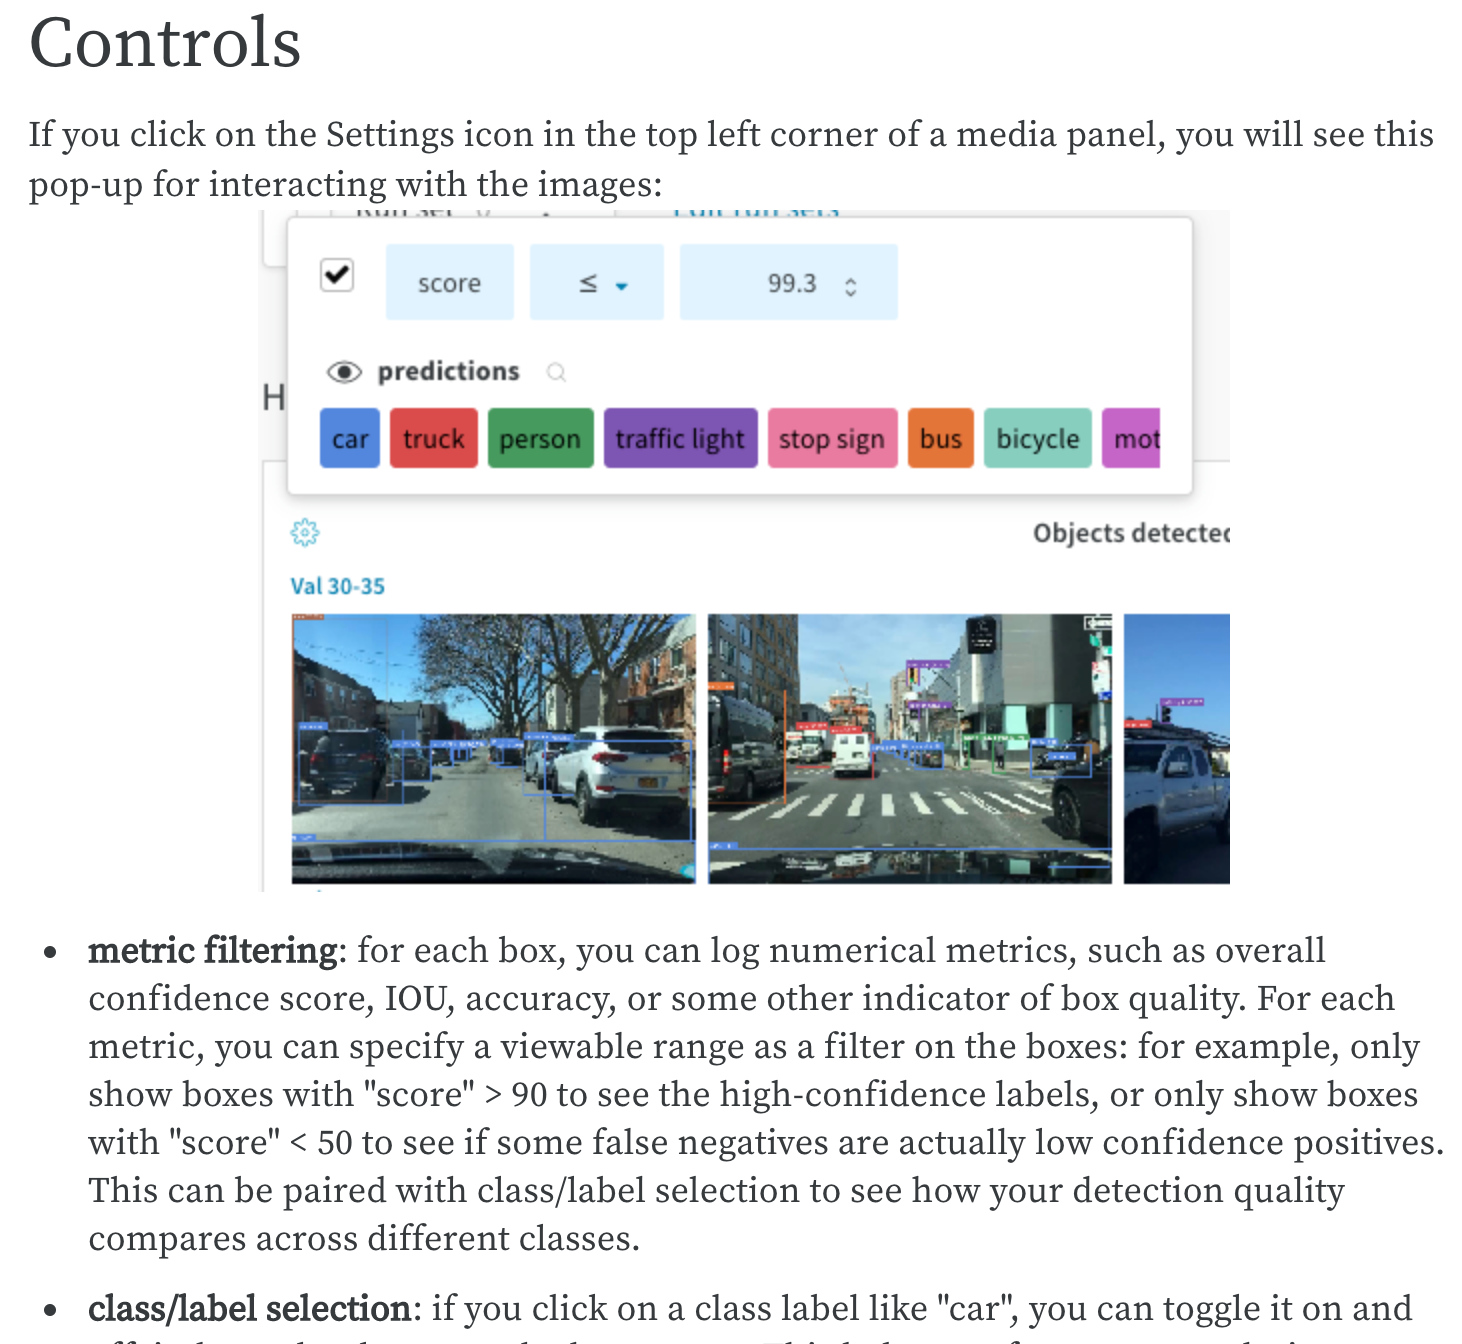 Controls
If you click on the Settings icon in the top left corner of a media panel, you will see this
pop-up for interacting with the images:
score ≤ 99.3
predictions
H
car truck person traffic light stop sign bus bicycle mot
Objects detected
Val 30-35
• metric filtering: for each box, you can log numerical metrics, such as overall
confidence score, IOU, accuracy, or some other indicator of box quality. For each
metric, you can specify a viewable range as a filter on the boxes: for example, only
show boxes with "score" > 90 to see the high-confidence labels, or only show boxes
with "score" < 50 to see if some false negatives are actually low confidence positives.
This can be paired with class/label selection to see how your detection quality
compares across different classes.
• class/label selection: if you click on a class label like "car", you can toggle it on and